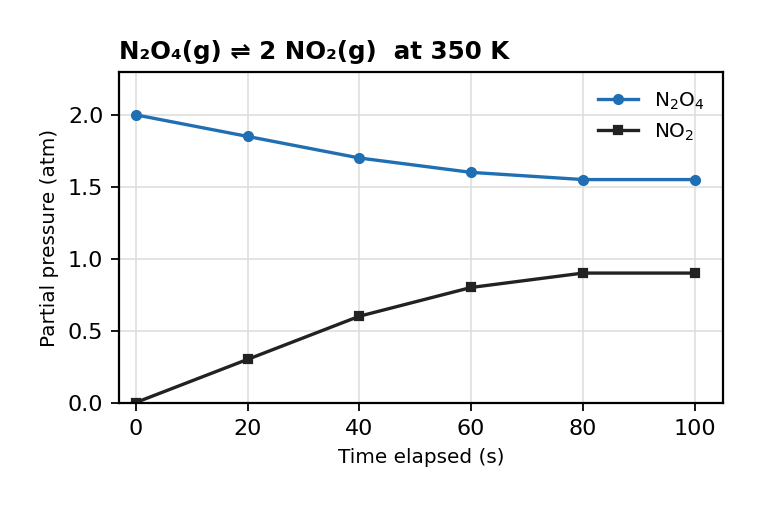 N₂O₄(g) ⇌ 2 NO₂(g) at 350 K
N₂O₄
NO₂
Partial pressure (atm)
2.0
1.5
1.0
0.5
0.0
0 20 40 60 80 100
Time elapsed (s)